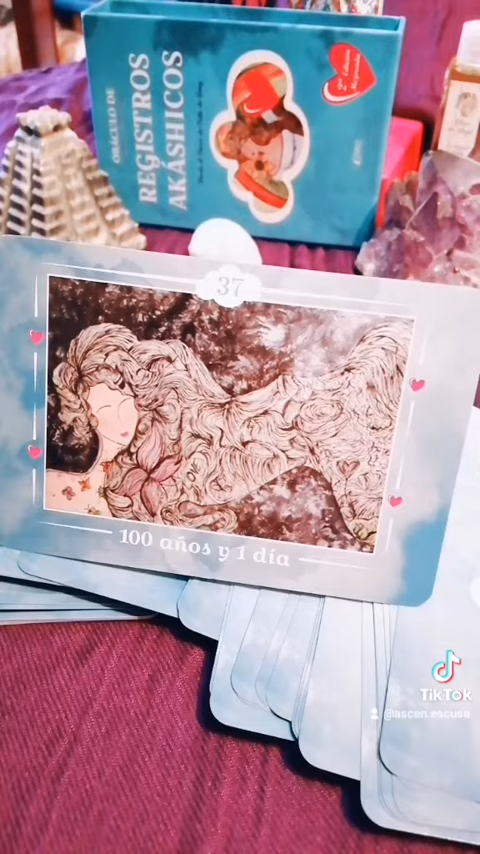 ORÁCULO DE
REGISTROS
AKÁSHICOS
37
100 años y 1 día
TikTok
@ascen.escusa